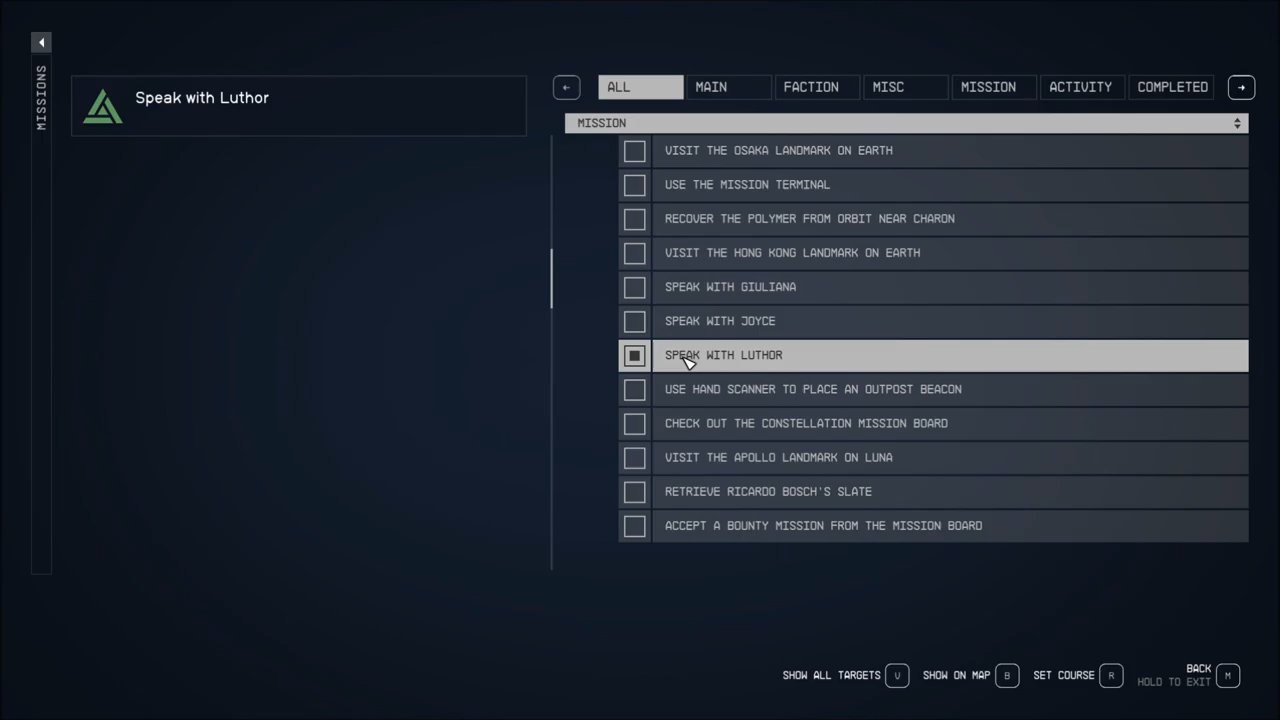 MISSIONS
Speak with Luthor
ALL
MAIN
FACTION
MISC
MISSION
ACTIVITY
COMPLETED
MISSION
VISIT THE OSAKA LANDMARK ON EARTH
USE THE MISSION TERMINAL
RECOVER THE POLYMER FROM ORBIT NEAR CHARON
VISIT THE HONG KONG LANDMARK ON EARTH
SPEAK WITH GIULIANA
SPEAK WITH JOYCE
SPEAK WITH LUTHOR
USE HAND SCANNER TO PLACE AN OUTPOST BEACON
CHECK OUT THE CONSTELLATION MISSION BOARD
VISIT THE APOLLO LANDMARK ON LUNA
RETRIEVE RICARDO BOSCH'S SLATE
ACCEPT A BOUNTY MISSION FROM THE MISSION BOARD
SHOW ALL TARGETS V
SHOW ON MAP B
SET COURSE R
BACK M
HOLD TO EXIT